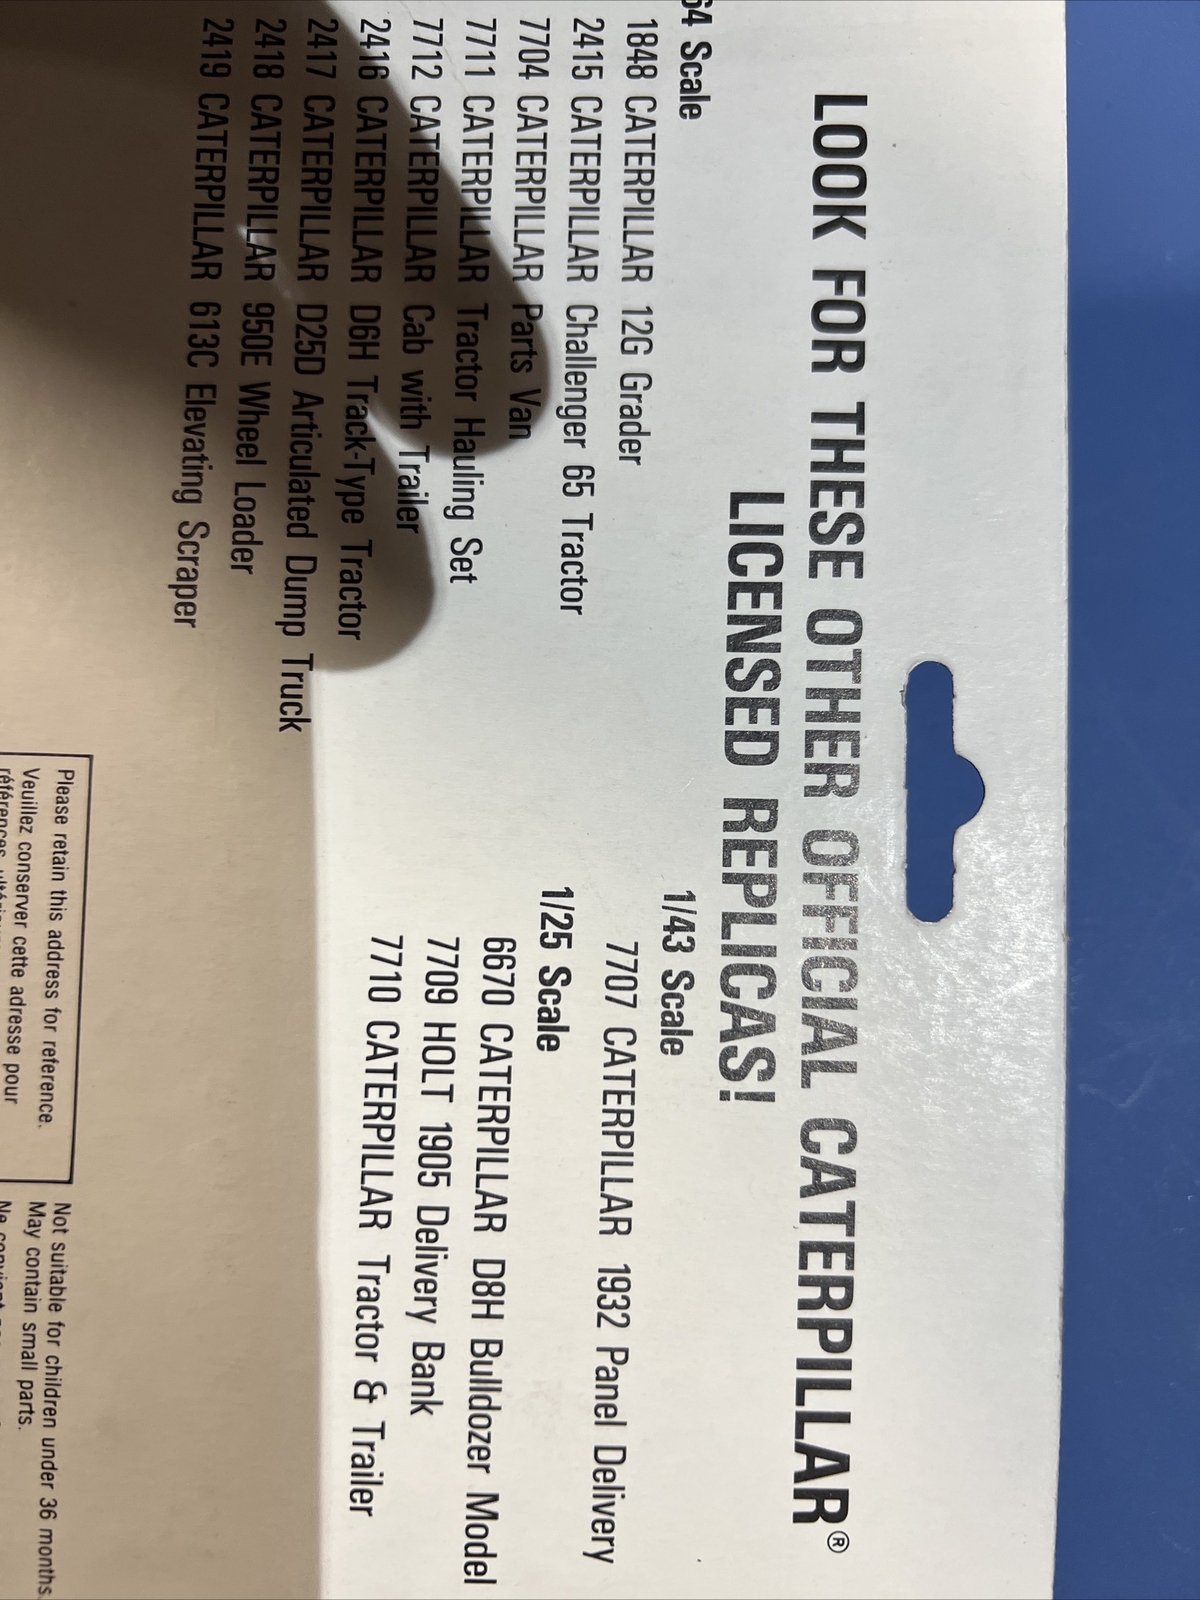 LOOK FOR THESE OTHER OFFICIAL CATERPILLAR®
LICENSED REPLICAS!
64 Scale
1848 CATERPILLAR 12G Grader
2415 CATERPILLAR Challenger 65 Tractor
7704 CATERPILLAR Parts Van
7711 CATERPILLAR Tractor Hauling Set
7712 CATERPILLAR Cab with Trailer
2416 CATERPILLAR D6H Track-Type Tractor
2417 CATERPILLAR D25D Articulated Dump Truck
2418 CATERPILLAR 950E Wheel Loader
2419 CATERPILLAR 613C Elevating Scraper
1/43 Scale
7707 CATERPILLAR 1932 Panel Delivery
1/25 Scale
6670 CATERPILLAR D8H Bulldozer Model
7709 HOLT 1905 Delivery Bank
7710 CATERPILLAR Tractor & Trailer
Please retain this address for reference.
Veuillez conserver cette adresse pour
Not suitable for children under 36 months.
May contain small parts.